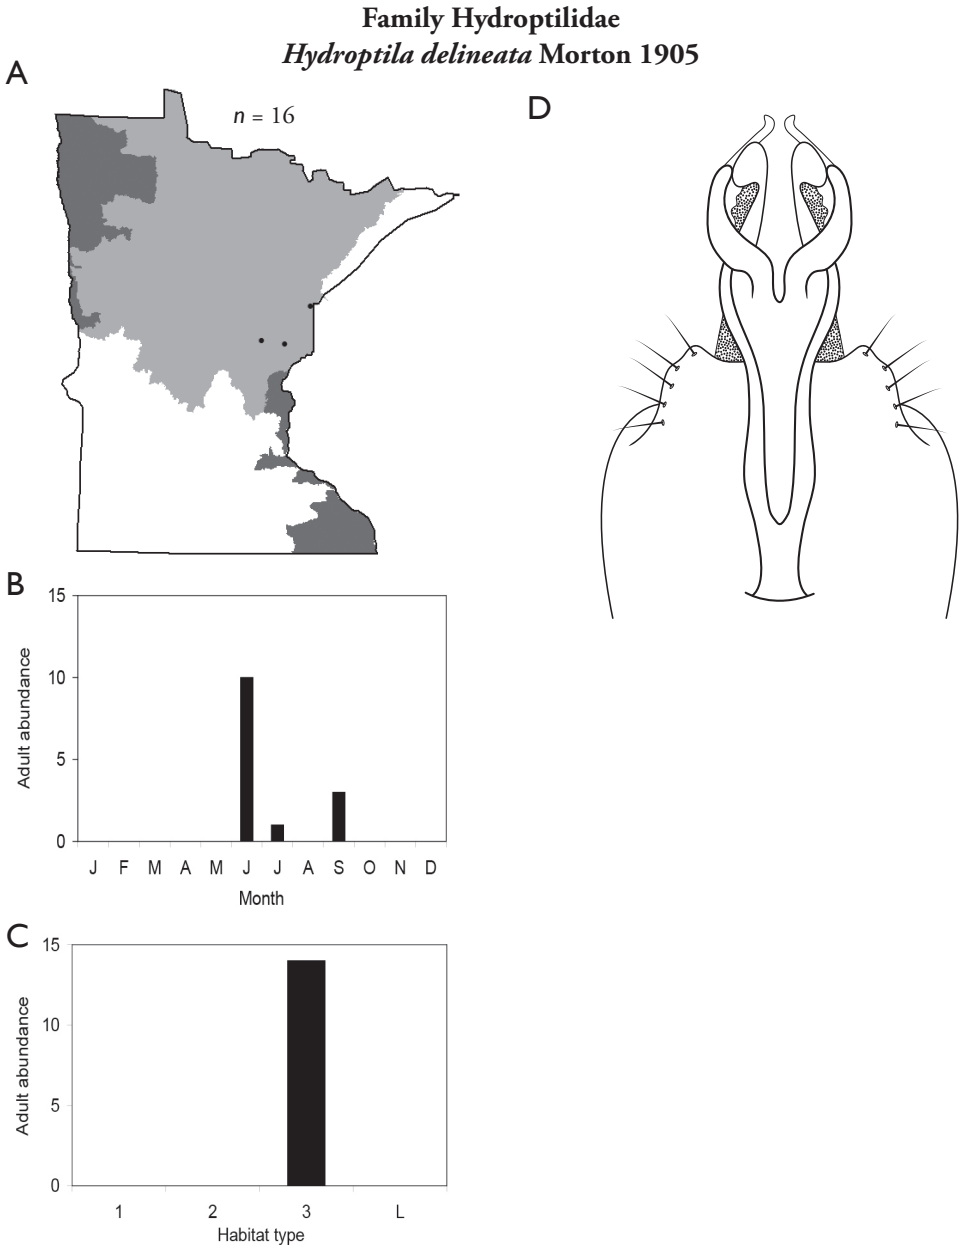 Family Hydroptilidae
Hydroptila delineata Morton 1905
A
n = 16
D
B
15
10
5
0
Adult abundance
J F M A M J J A S O N D
Month
C
15
10
5
0
Adult abundance
1 2 3 L
Habitat type